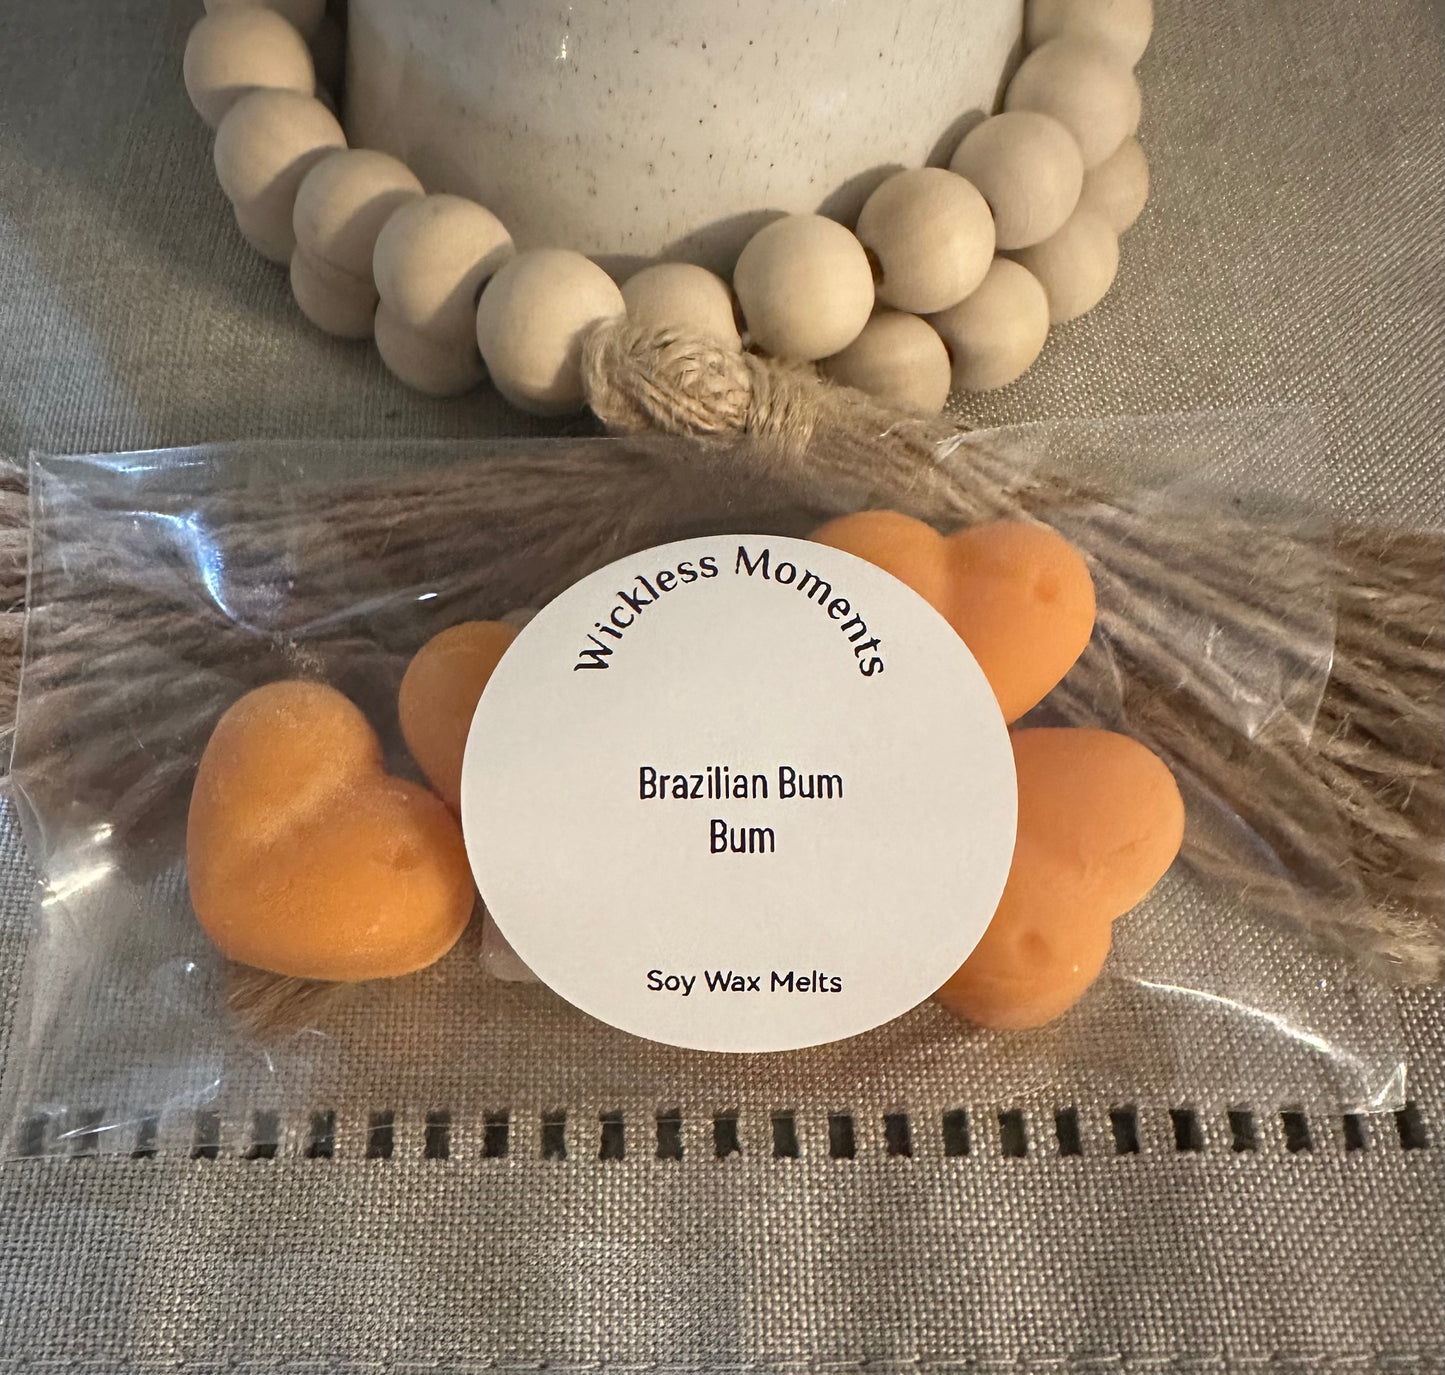 Wickless Moments
Brazilian Bum
Bum
Soy Wax Melts